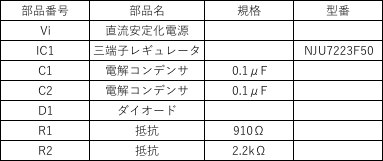 部品番号 部品名 規格 型番
Vi 直流安定化電源
IC1 三端子レギュレータ NJU7223F50
C1 電解コンデンサ 0.1μF
C2 電解コンデンサ 0.1μF
D1 ダイオード
R1 抵抗 910Ω
R2 抵抗 2.2kΩ